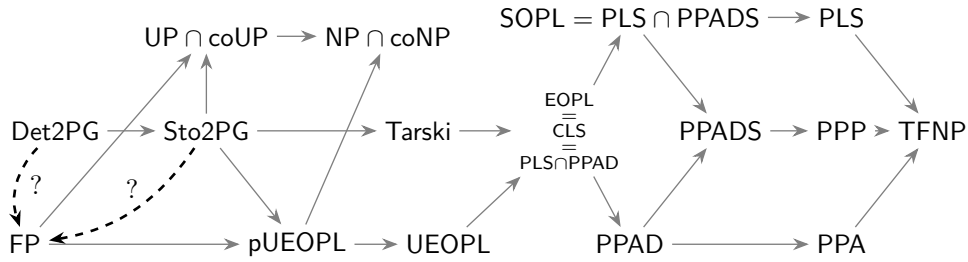 SOPL = PLS ∩ PPADS PLS
UP ∩ coUP NP ∩ coNP
EOPL
=
Det2PG Sto2PG Tarski CLS PPADS PPP TFNP
=
PLS∩PPAD
? ?
FP pUEOPL UEOPL PPAD PPA